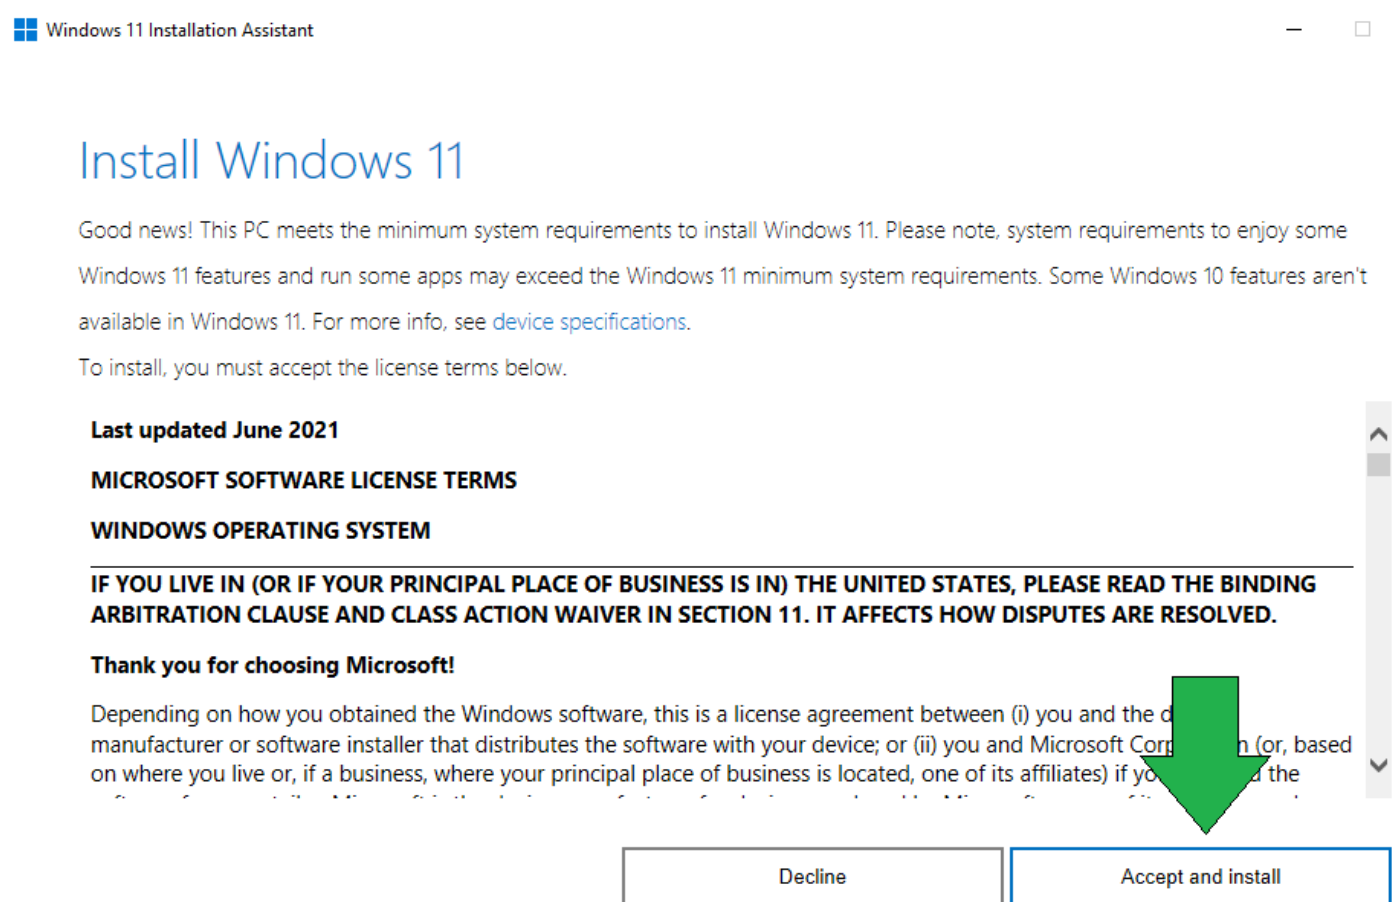 Windows 11 Installation Assistant
Install Windows 11
Good news! This PC meets the minimum system requirements to install Windows 11. Please note, system requirements to enjoy some
Windows 11 features and run some apps may exceed the Windows 11 minimum system requirements. Some Windows 10 features aren't
available in Windows 11. For more info, see device specifications.
To install, you must accept the license terms below.
Last updated June 2021
MICROSOFT SOFTWARE LICENSE TERMS
WINDOWS OPERATING SYSTEM
IF YOU LIVE IN (OR IF YOUR PRINCIPAL PLACE OF BUSINESS IS IN) THE UNITED STATES, PLEASE READ THE BINDING
ARBITRATION CLAUSE AND CLASS ACTION WAIVER IN SECTION 11. IT AFFECTS HOW DISPUTES ARE RESOLVED.
Thank you for choosing Microsoft!
Depending on how you obtained the Windows software, this is a license agreement between (i) you and the
manufacturer or software installer that distributes the software with your device; or (ii) you and Microsoft (or, based
on where you live or, if a business, where your principal place of business is located, one of its affiliates) if the
Decline
Accept and install